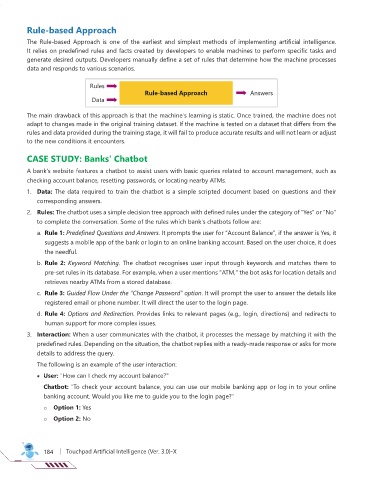 Rule-based Approach
The Rule-based Approach is one of the earliest and simplest methods of implementing artificial intelligence.
It relies on predefined rules and facts created by developers to enable machines to perform specific tasks and
generate desired outputs. Developers manually define a set of rules that determine how the machine processes
data and responds to various scenarios.
Rules
Rule-based Approach
Answers
Data
The main drawback of this approach is that the machine's learning is static. Once trained, the machine does not
adapt to changes made in the original training dataset. If the machine is tested on a dataset that differs from the
rules and data provided during the training stage, it will fail to produce accurate results and will not learn or adjust
to the new conditions it encounters.
CASE STUDY: Banks' Chatbot
A bank's website features a chatbot to assist users with basic queries related to account management, such as
checking account balance, resetting passwords, or locating nearby ATMs.
1. Data: The data required to train the chatbot is a simple scripted document based on questions and their
corresponding answers.
2. Rules: The chatbot uses a simple decision tree approach with defined rules under the category of "Yes" or "No"
to complete the conversation. Some of the rules which bank's chatbots follow are:
a. Rule 1: Predefined Questions and Answers. It prompts the user for "Account Balance", if the answer is Yes, it
suggests a mobile app of the bank or login to an online banking account. Based on the user choice, it does
the needful.
b. Rule 2: Keyword Matching. The chatbot recognises user input through keywords and matches them to
pre-set rules in its database. For example, when a user mentions "ATM," the bot asks for location details and
retrieves nearby ATMs from a stored database.
c. Rule 3: Guided Flow Under the "Change Password" option. It will prompt the user to answer the details like
registered email or phone number. It will direct the user to the login page.
d. Rule 4: Options and Redirection. Provides links to relevant pages (e.g., login, directions) and redirects to
human support for more complex issues.
3. Interaction: When a user communicates with the chatbot, it processes the message by matching it with the
predefined rules. Depending on the situation, the chatbot replies with a ready-made response or asks for more
details to address the query.
The following is an example of the user interaction:
• User: "How can I check my account balance?"
Chatbot: "To check your account balance, you can use our mobile banking app or log in to your online
banking account. Would you like me to guide you to the login page?"
o Option 1: Yes
o Option 2: No
184 | Touchpad Artificial Intelligence (Ver. 3.0)-X